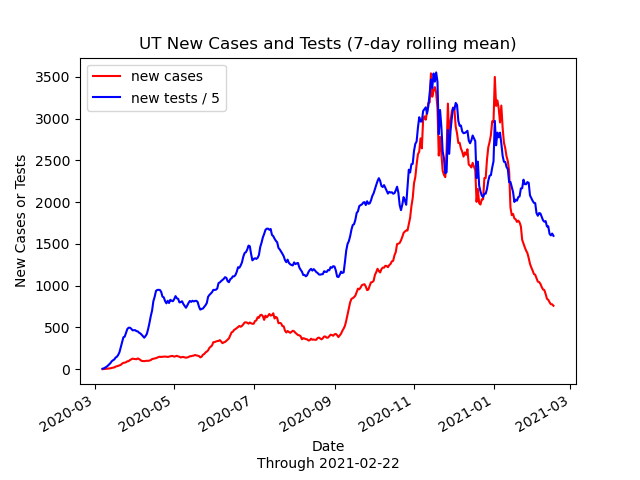 UT New Cases and Tests (7-day rolling mean)
new cases
new tests / 5
New Cases or Tests
3500
3000
2500
2000
1500
1000
500
0
2020-03
2020-05
2020-07
2020-09
2020-11
2021-01
2021-03
Date
Through 2021-02-22